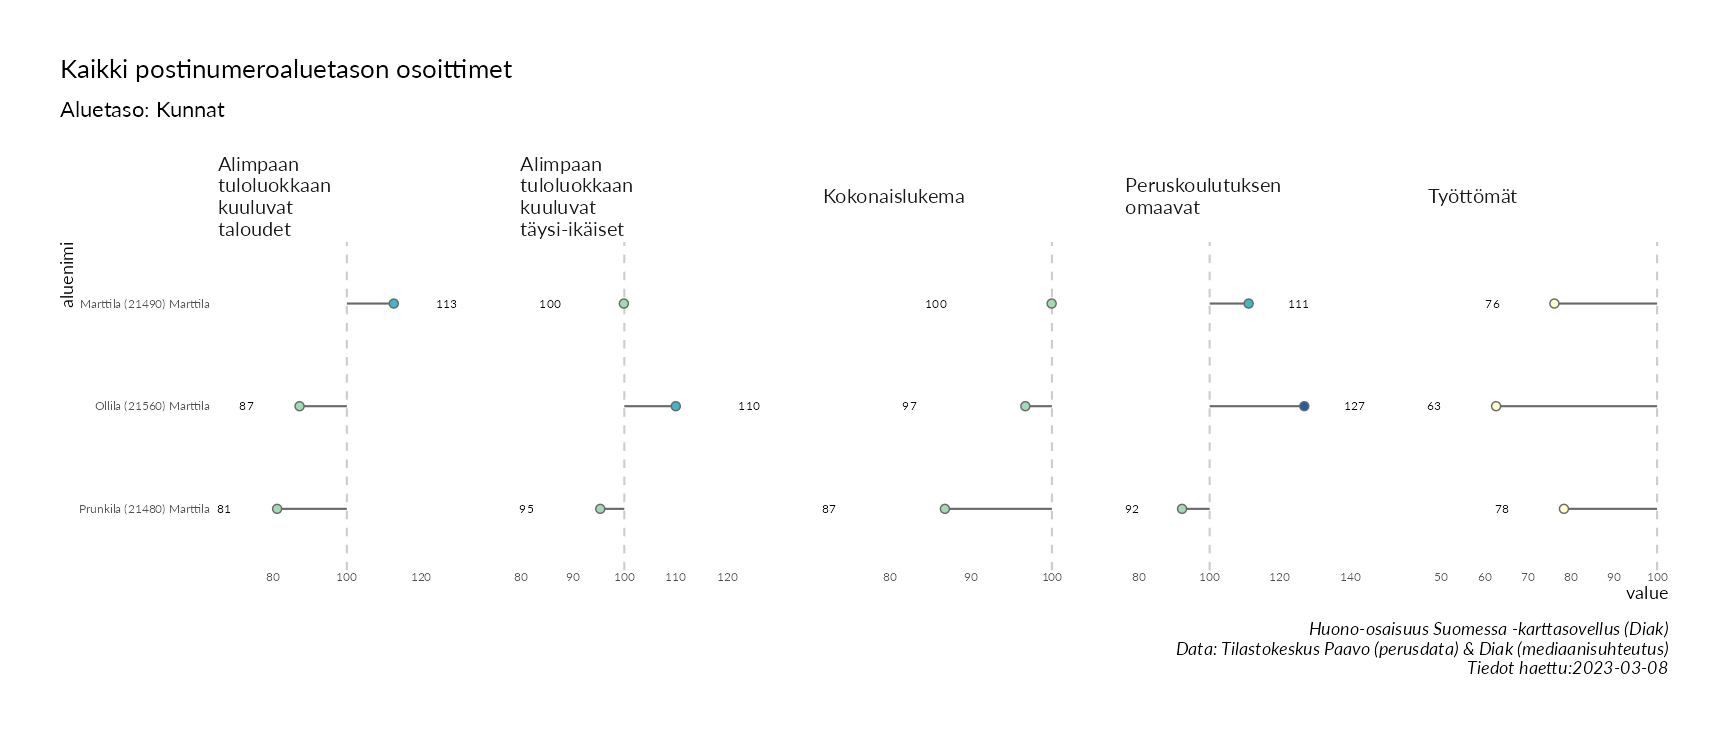 Kaikki postinumeroaluetason osoittimet
Aluetaso: Kunnat
Alimpaan
tuloluokkaan
kuuluvat
taloudet
Alimpaan
tuloluokkaan
kuuluvat
täysi-ikäiset
Kokonaislukema
Peruskoulutuksen
omaavat
Työttömät
aluenimi
Marttila (21490) Marttila 113 100 100 111 76
Ollila (21560) Marttila 87 110 97 127 63
Prunkila (21480) Marttila 81 95 87 92 78
80 100 120 80 90 100 110 120 80 90 100 80 100 120 140 50 60 70 80 90 100
value
Huono-osaisuus Suomessa -karttasovellus (Diak)
Data: Tilastokeskus Paavo (perusdata) & Diak (mediaanisuhteutus)
Tiedot haettu:2023-03-08